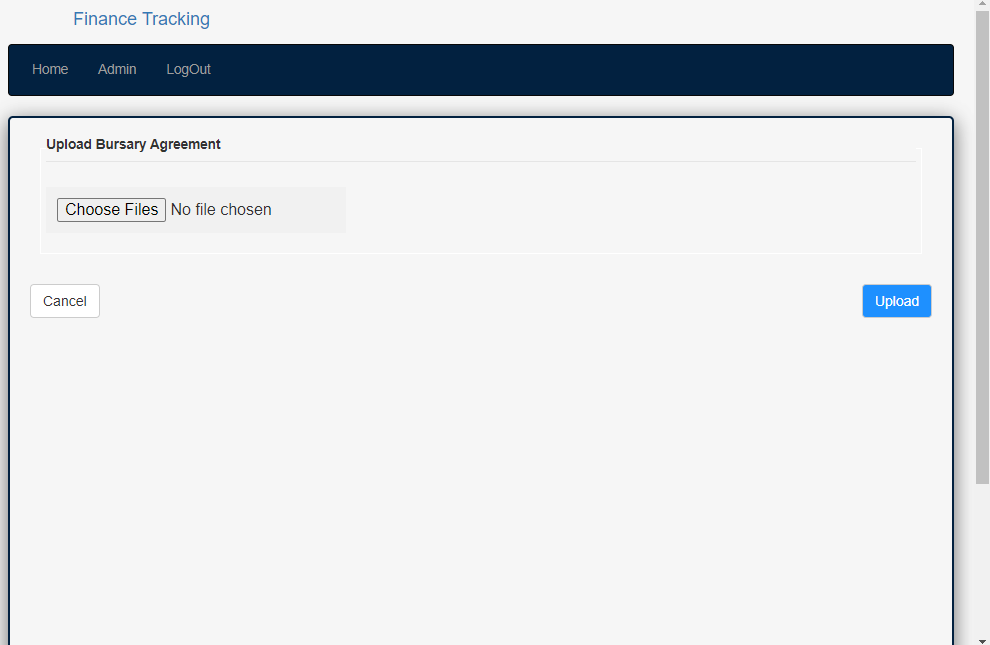 Finance Tracking
Home Admin LogOut
Upload Bursary Agreement
Choose Files No file chosen
Cancel Upload